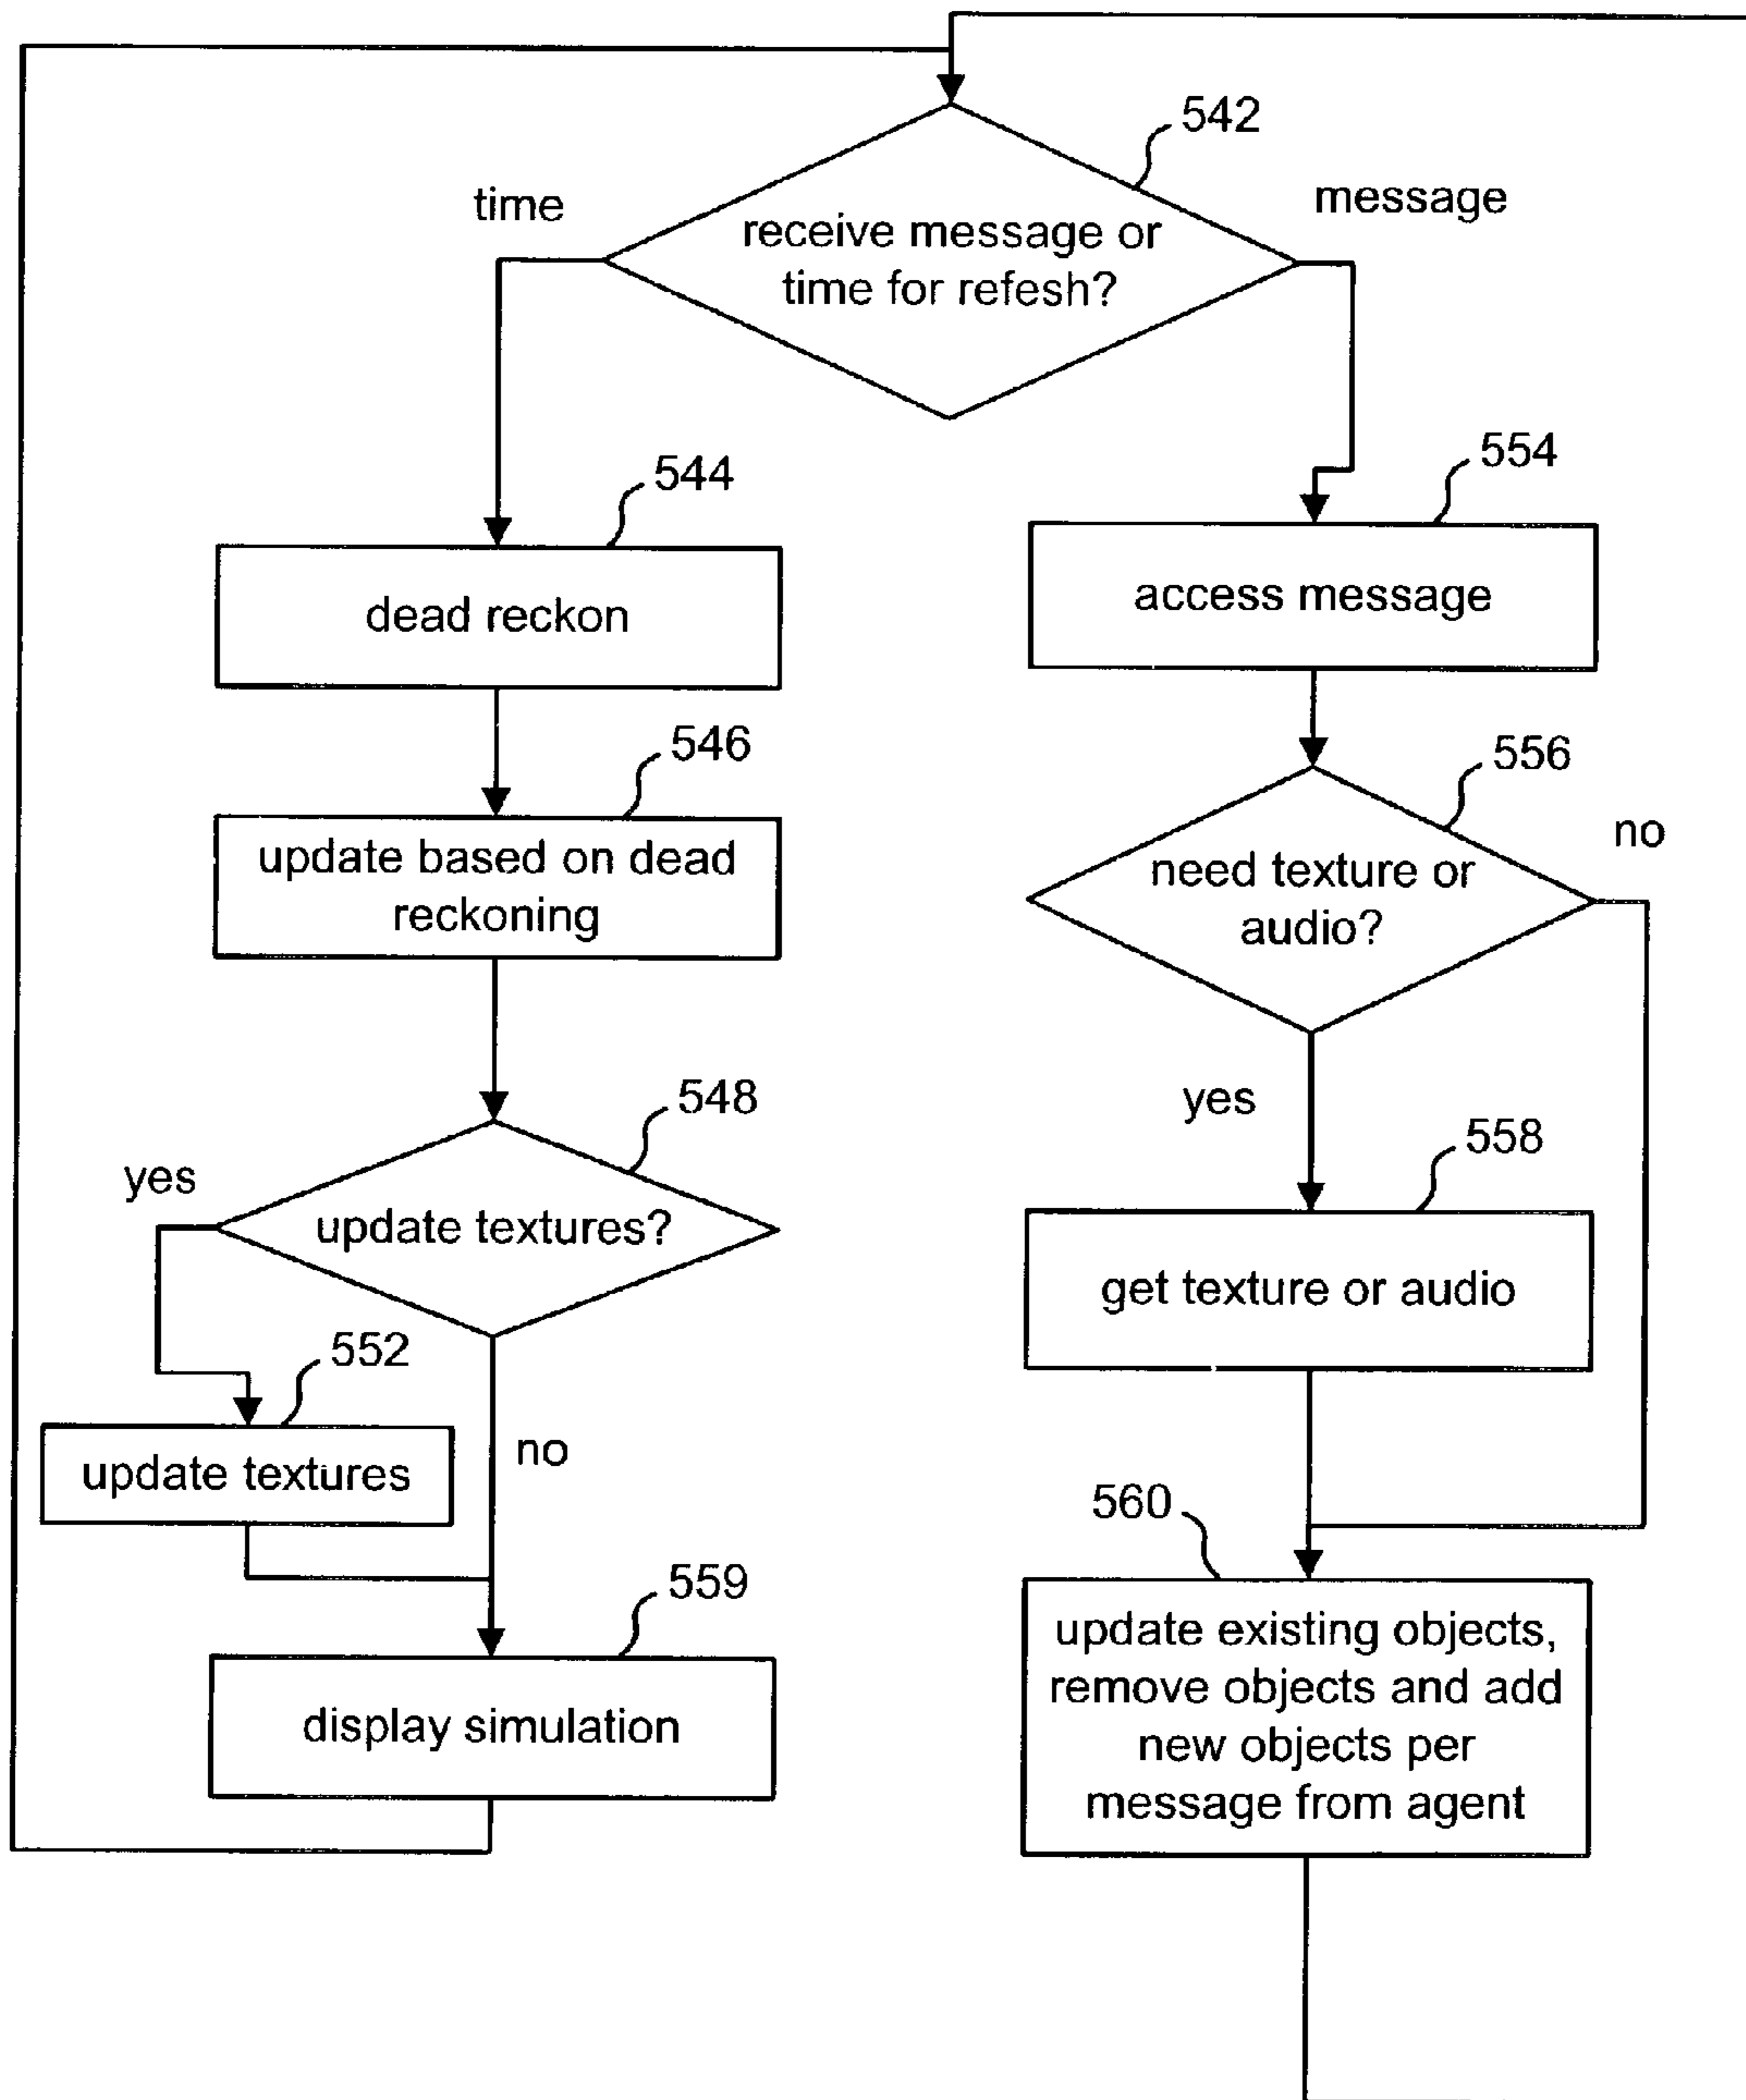 542
time
message
receive message or
time for refesh?
544
dead reckon
546
update based on dead
reckoning
548
yes
update textures?
552
update textures
no
559
display simulation
554
access message
556
no
need texture or
audio?
yes
558
get texture or audio
560
update existing objects,
remove objects and add
new objects per
message from agent